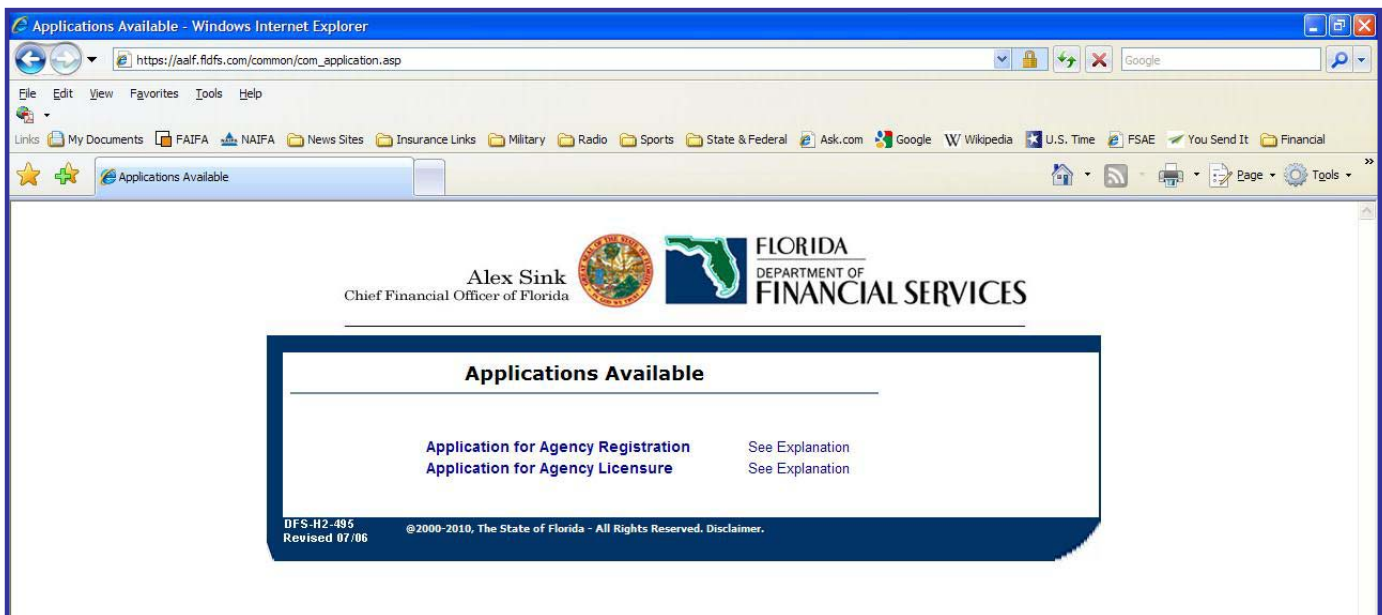 Applications Available - Windows Internet Explorer
https://aalf.fldfs.com/common/com_application.asp
Google
File Edit View Favorites Tools Help
Links My Documents FAIFA NAIFA News Sites Insurance Links Military Radio Sports State & Federal Ask.com Google Wikipedia U.S. Time FSAE You Send It Financial
Applications Available
Page Tools
Alex Sink
Chief Financial Officer of Florida
FLORIDA
DEPARTMENT OF
FINANCIAL SERVICES
Applications Available
Application for Agency Registration See Explanation
Application for Agency Licensure See Explanation
DFS-H2-495
Revised 07/06
@2000-2010, The State of Florida - All Rights Reserved. Disclaimer.